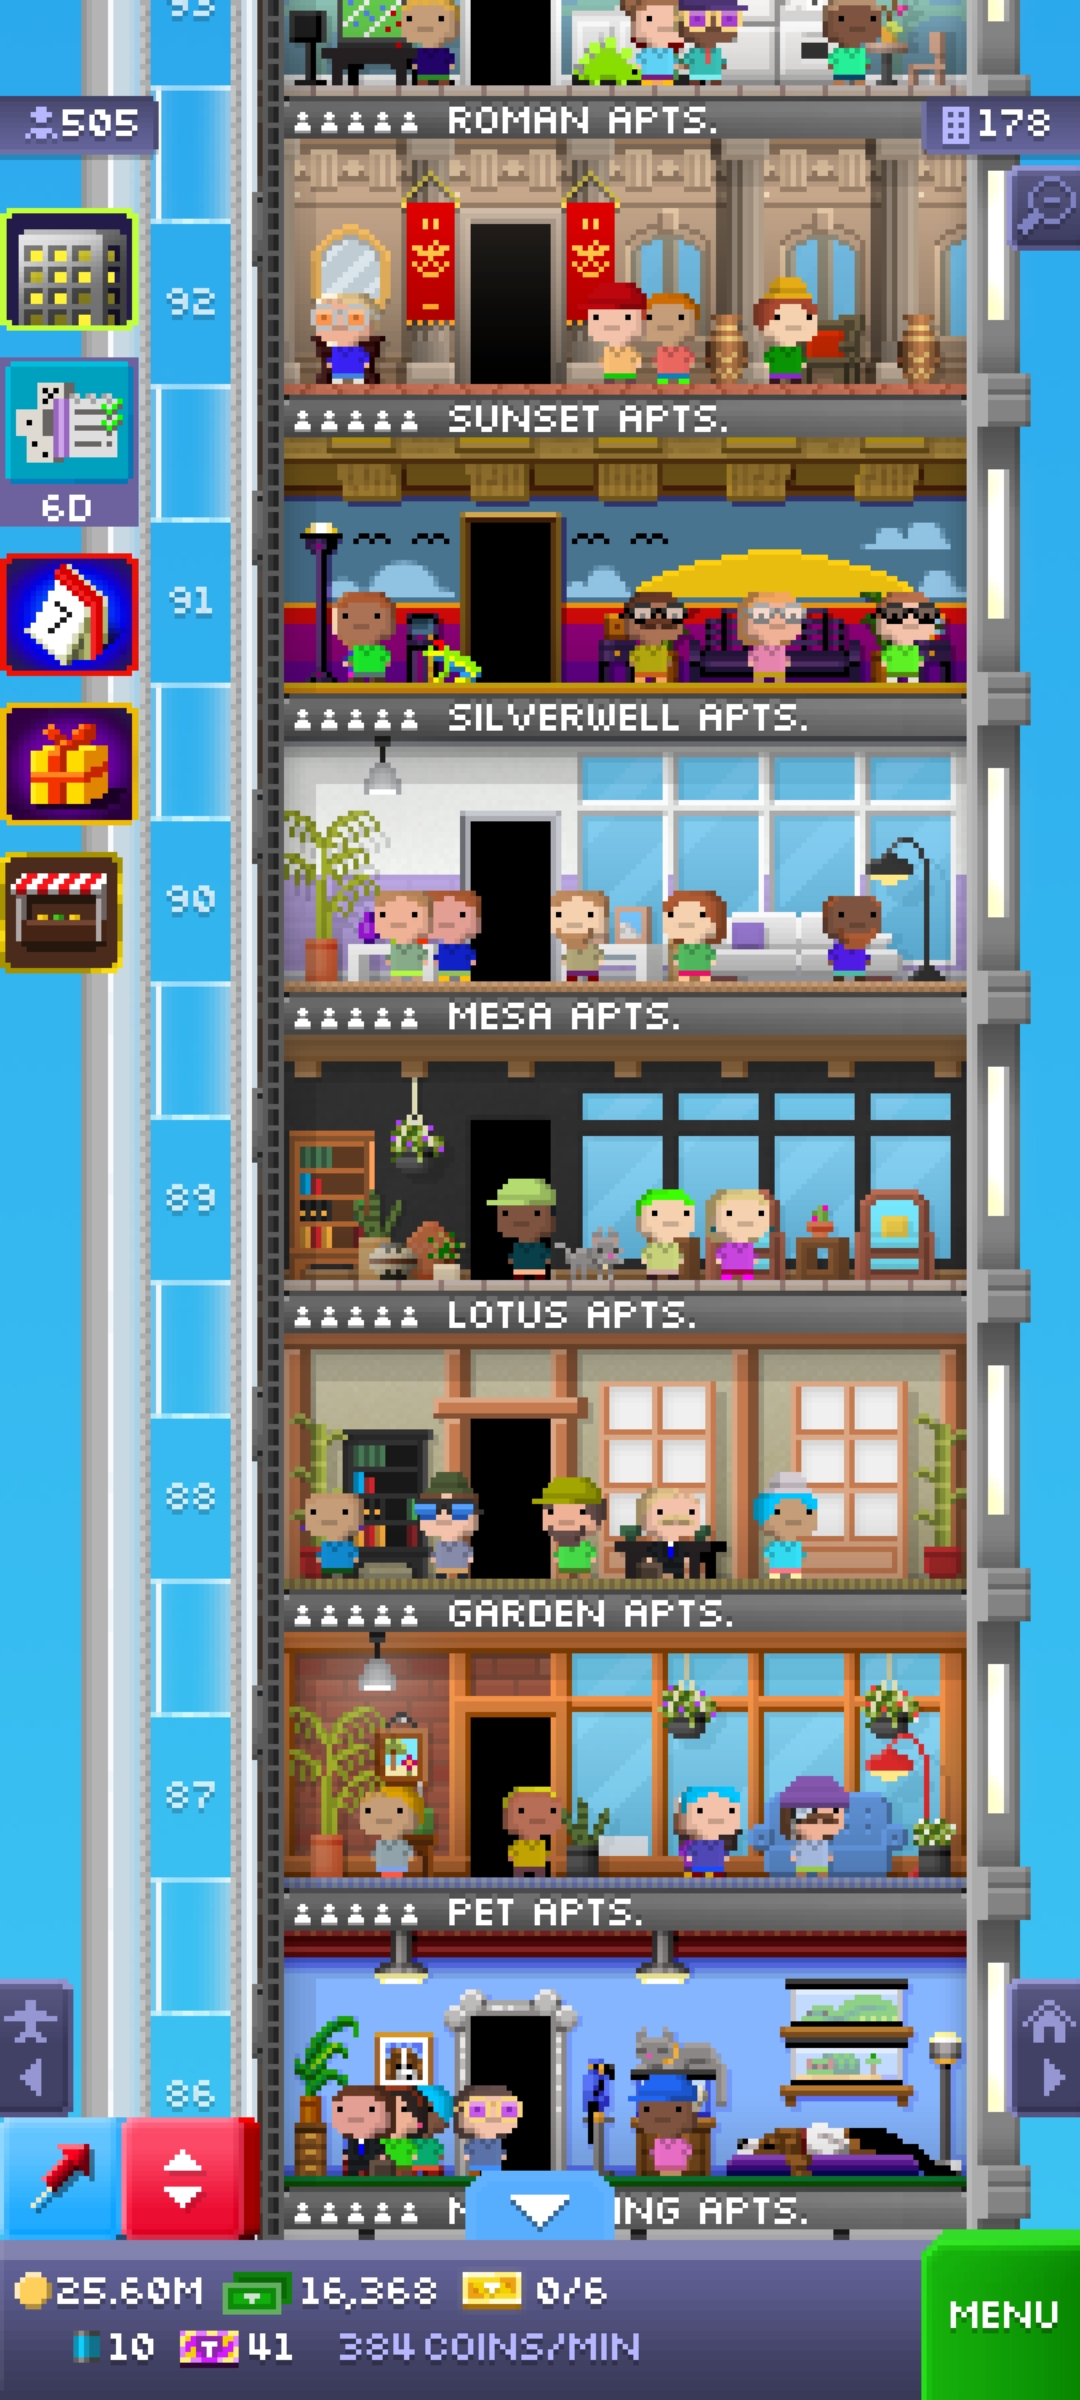 93
505
ROMAN APTS.
178
92
SUNSET APTS.
6D
91
7
SILVERWELL APTS.
90
MESA APTS.
89
LOTUS APTS.
88
GARDEN APTS.
87
PET APTS.
86
ING APTS.
25.60M 16,368 0/6
10 T 41 384 COINS/MIN
MENU